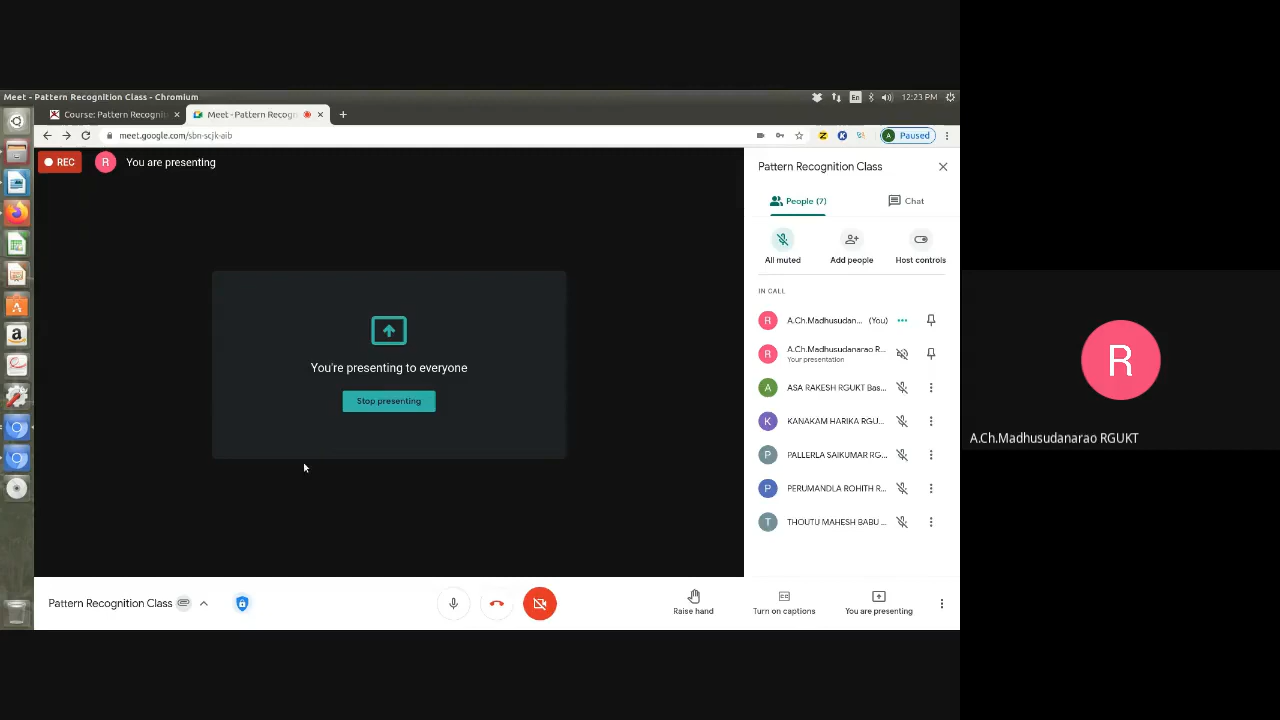 Meet - Pattern Recognition Class - Chromium
En
12:23 PM
Course: Pattern Recogni
Meet - Pattern Recogn
meet.google.com/sbn-scjk-aib
A
Paused
REC
R
You are presenting
Pattern Recognition Class
People (7)
Chat
All muted
Add people
Host controls
IN CALL
R
A.Ch.Madhusudan... (You)
R
A.Ch.Madhusudanarao R...
Your presentation
A
ASA RAKESH RGUKT Bas...
K
KANAKAM HARIKA RGU...
P
PALLERLA SAIKUMAR RG...
P
PERUMANDLA ROHITH R...
T
THOUTU MAHESH BABU ...
You're presenting to everyone
Stop presenting
Pattern Recognition Class
Raise hand
Turn on captions
You are presenting
R
A.Ch.Madhusudanarao RGUKT